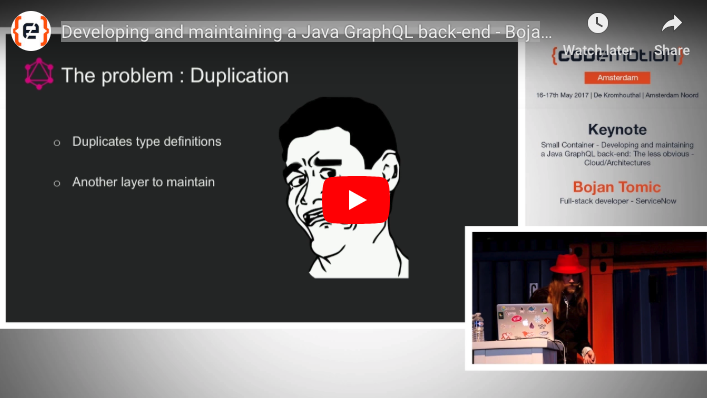 Developing and maintaining a Java GraphQL back-end - Boja...
Watch later
Share
The problem : Duplication
Duplicates type definitions
Another layer to maintain
{codemotion}
Amsterdam
16-17th May 2017 | De Kromhouthal | Amsterdam Noord
Keynote
Small Container - Developing and maintaining
a Java GraphQL back-end: The less obvious -
Cloud/Architectures
Bojan Tomic
Full-stack developer - ServiceNow